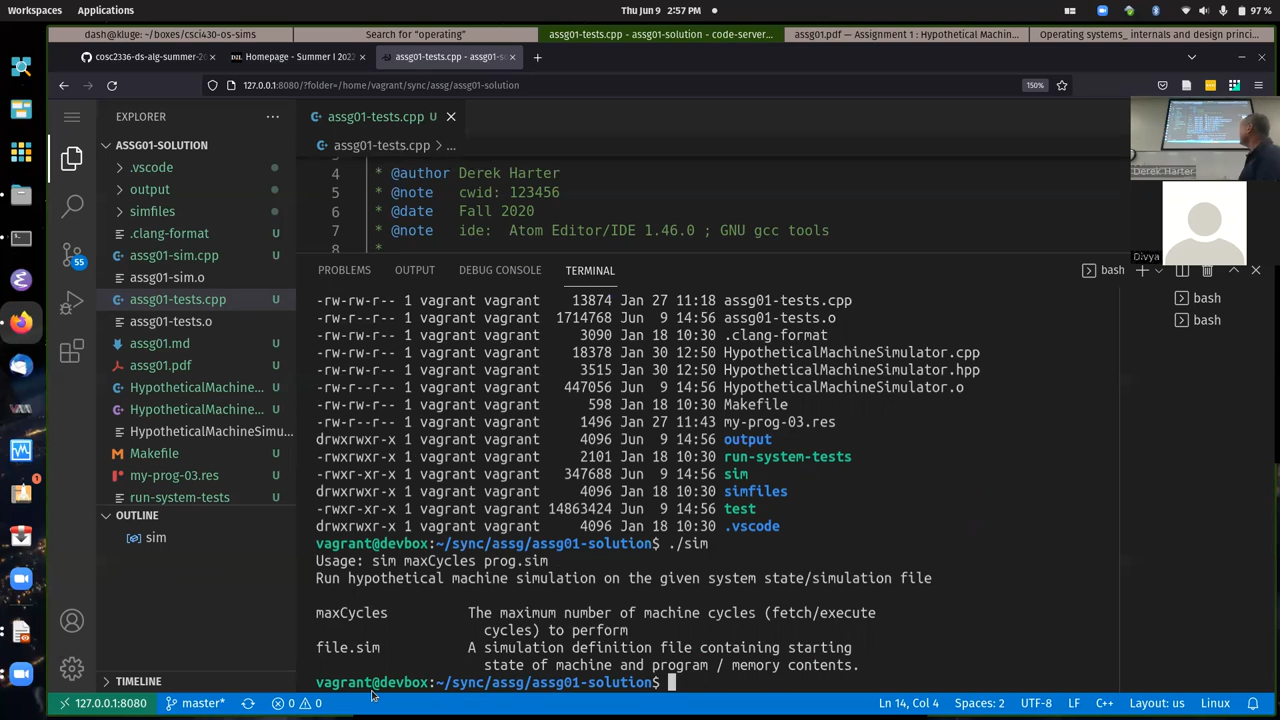 Workspaces Applications Thu Jun 9 2:57 PM 97 %
dash@kluge: ~/boxes/csci430-os-sims Search for "operating" assg01-tests.cpp - assg01-solution - code-server... assg01.pdf — Assignment 1 : Hypothetical Machin... Operating systems_ internals and design princi...
cosc2336-ds-alg-summer-20 D2L Homepage - Summer I 2022 assg01-tests.cpp - assg01-s
127.0.0.1:8080/?folder=/home/vagrant/sync/assg/assg01-solution 150%
EXPLORER
assg01-tests.cpp U
ASSG01-SOLUTION
assg01-tests.cpp > ...
.vscode
output
simfiles
.clang-format U
assg01-sim.cpp U
assg01-sim.o
assg01-tests.cpp U
assg01-tests.o
assg01.md U
assg01.pdf U
HypotheticalMachine... U
HypotheticalMachine... U
HypotheticalMachineSimu...
Makefile U
my-prog-03.res U
run-system-tests U
OUTLINE
sim
TIMELINE
55
4 * @author Derek Harter
5 * @note cwid: 123456
6 * @date Fall 2020
7 * @note ide: Atom Editor/IDE 1.46.0 ; GNU gcc tools
8 *
Derek Harter
Divya
PROBLEMS OUTPUT DEBUG CONSOLE TERMINAL bash
bash
bash
-rw-rw-r-- 1 vagrant vagrant 13874 Jan 27 11:18 assg01-tests.cpp
-rw-rw-r-- 1 vagrant vagrant 1714768 Jun 9 14:56 assg01-tests.o
-rw-rw-r-- 1 vagrant vagrant 3090 Jan 18 10:30 .clang-format
-rw-rw-r-- 1 vagrant vagrant 18378 Jan 30 12:50 HypotheticalMachineSimulator.cpp
-rw-rw-r-- 1 vagrant vagrant 3515 Jan 30 12:50 HypotheticalMachineSimulator.hpp
-rw-rw-r-- 1 vagrant vagrant 447056 Jun 9 14:56 HypotheticalMachineSimulator.o
-rw-rw-r-- 1 vagrant vagrant 598 Jan 18 10:30 Makefile
-rw-rw-r-- 1 vagrant vagrant 1496 Jan 27 11:43 my-prog-03.res
drwxrwxr-x 1 vagrant vagrant 4096 Jun 9 14:56 output
-rwxrwxr-x 1 vagrant vagrant 2101 Jan 18 10:30 run-system-tests
-rwxr-xr-x 1 vagrant vagrant 347688 Jun 9 14:56 sim
drwxrwxr-x 1 vagrant vagrant 4096 Jan 18 10:30 simfiles
-rwxr-xr-x 1 vagrant vagrant 14863424 Jun 9 14:56 test
drwxrwxr-x 1 vagrant vagrant 4096 Jan 18 10:30 .vscode
vagrant@devbox:~/sync/assg/assg01-solution$ ./sim
Usage: sim maxCycles prog.sim
Run hypothetical machine simulation on the given system state/simulation file
maxCycles The maximum number of machine cycles (fetch/execute
cycles) to perform
file.sim A simulation definition file containing starting
state of machine and program / memory contents.
vagrant@devbox:~/sync/assg/assg01-solution$
127.0.0.1:8080 master* 0 0 Ln 14, Col 4 Spaces: 2 UTF-8 LF C++ Layout: us Linux